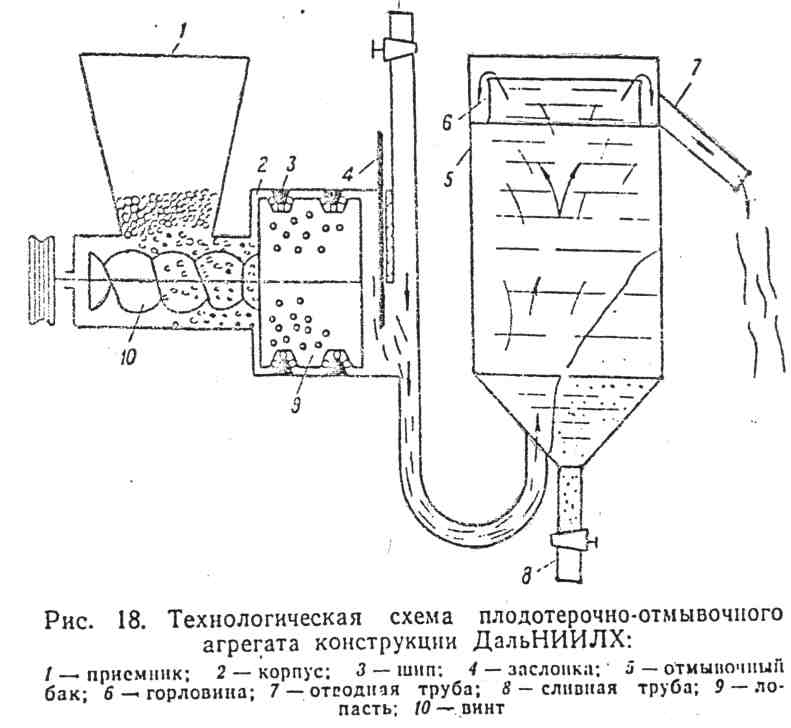 1
2
3
4
6
5
7
10
9
8
Рис. 18. Технологическая схема плодотерочно-отмывочного
агрегата конструкции ДальНИИЛХ:
1 — приемник; 2 — корпус; 3 — шип; 4 — заслонка; 5 — отмывочный
бак; 6 — горловина; 7 — отводная труба; 8 — сливная труба; 9 — ло-
пасть; 10 — винт